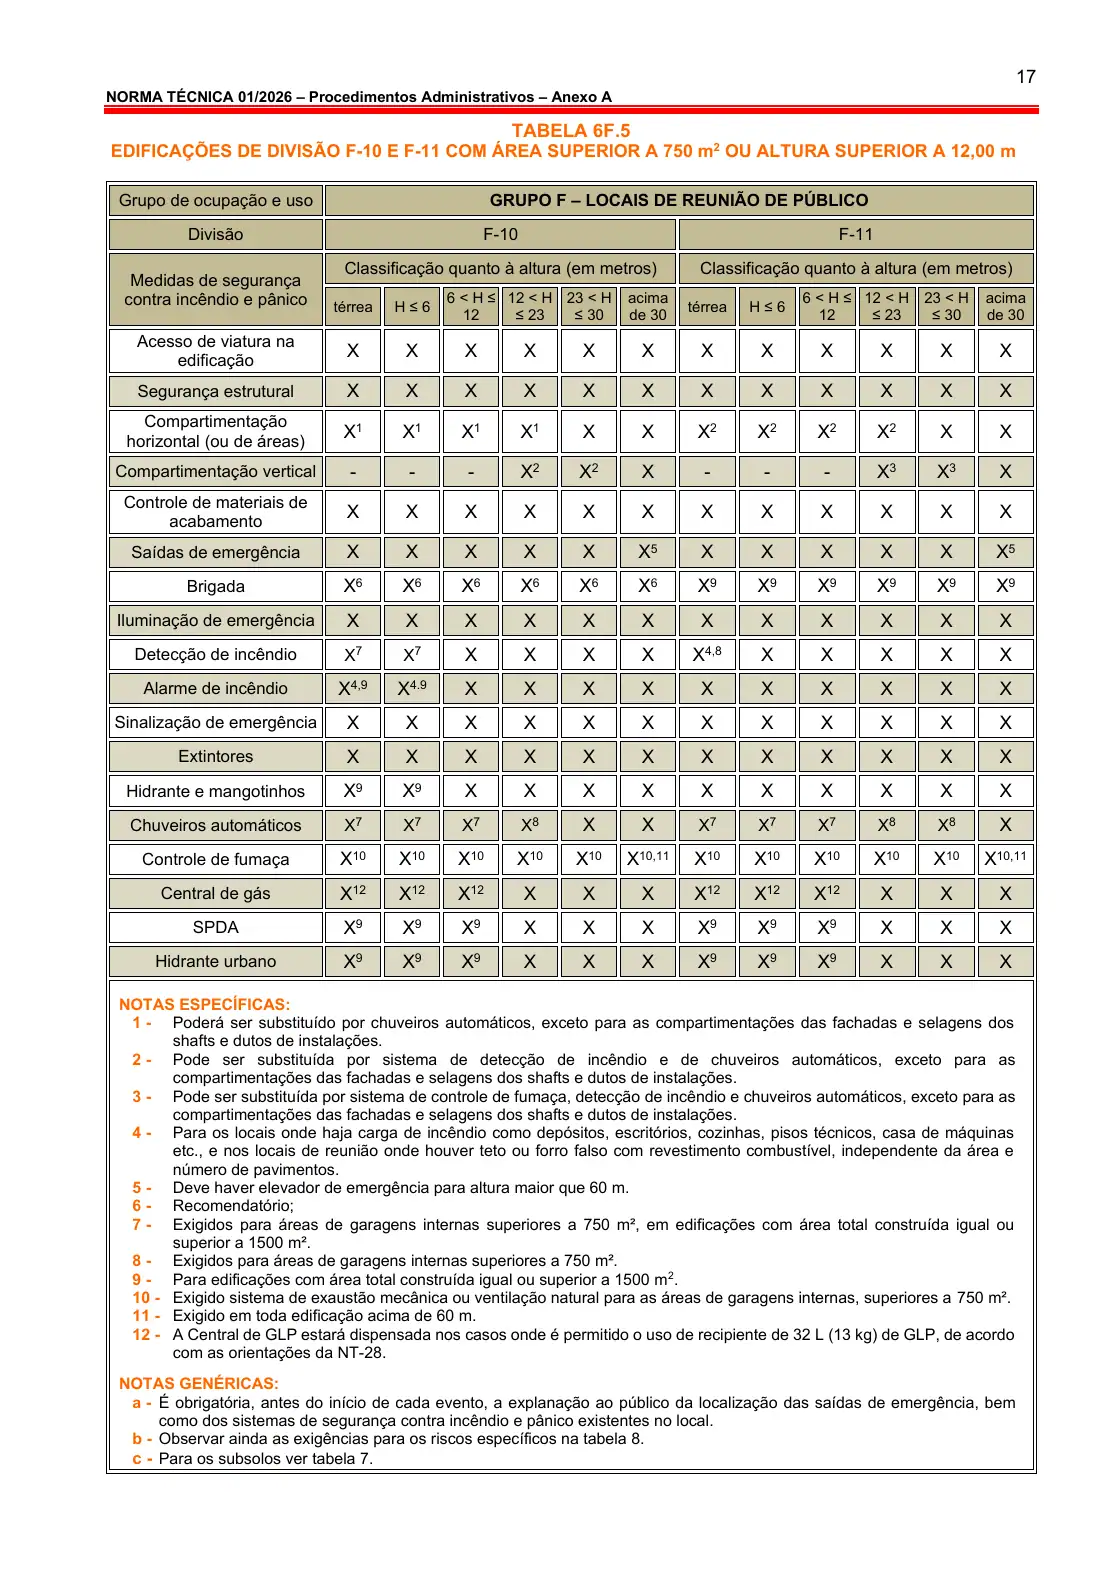 17
NORMA TÉCNICA 01/2026 – Procedimentos Administrativos – Anexo A
TABELA 6F.5
EDIFICAÇÕES DE DIVISÃO F-10 E F-11 COM ÁREA SUPERIOR A 750 m² OU ALTURA SUPERIOR A 12,00 m
Grupo de ocupação e uso GRUPO F – LOCAIS DE REUNIÃO DE PÚBLICO
Divisão F-10 F-11
Medidas de segurança contra incêndio e pânico Classificação quanto à altura (em metros) Classificação quanto à altura (em metros)
térrea H ≤ 6 6 < H ≤ 12 12 < H ≤ 23 23 < H ≤ 30 acima de 30 térrea H ≤ 6 6 < H ≤ 12 12 < H ≤ 23 23 < H ≤ 30 acima de 30
Acesso de viatura na edificação X X X X X X X X X X X X
Segurança estrutural X X X X X X X X X X X X
Compartimentação horizontal (ou de áreas) X1 X1 X1 X1 X X X2 X2 X2 X2 X X
Compartimentação vertical - - - X2 X2 X - - - X3 X3 X
Controle de materiais de acabamento X X X X X X X X X X X X
Saídas de emergência X X X X X X5 X X X X X X5
Brigada X6 X6 X6 X6 X6 X6 X9 X9 X9 X9 X9 X9
Iluminação de emergência X X X X X X X X X X X X
Detecção de incêndio X7 X7 X X X X X4,8 X X X X X
Alarme de incêndio X4,9 X4.9 X X X X X X X X X X
Sinalização de emergência X X X X X X X X X X X X
Extintores X X X X X X X X X X X X
Hidrante e mangotinhos X9 X9 X X X X X X X X X X
Chuveiros automáticos X7 X7 X7 X8 X X X7 X7 X7 X8 X8 X
Controle de fumaça X10 X10 X10 X10 X10 X10,11 X10 X10 X10 X10 X10 X10,11
Central de gás X12 X12 X12 X X X X12 X12 X12 X X X
SPDA X9 X9 X9 X X X X9 X9 X9 X X X
Hidrante urbano X9 X9 X9 X X X X9 X9 X9 X X X
NOTAS ESPECÍFICAS:
1 - Poderá ser substituído por chuveiros automáticos, exceto para as compartimentações das fachadas e selagens dos
shafts e dutos de instalações.
2 - Pode ser substituída por sistema de detecção de incêndio e de chuveiros automáticos, exceto para as
compartimentações das fachadas e selagens dos shafts e dutos de instalações.
3 - Pode ser substituída por sistema de controle de fumaça, detecção de incêndio e chuveiros automáticos, exceto para as
compartimentações das fachadas e selagens dos shafts e dutos de instalações.
4 - Para os locais onde haja carga de incêndio como depósitos, escritórios, cozinhas, pisos técnicos, casa de máquinas
etc., e nos locais de reunião onde houver teto ou forro falso com revestimento combustível, independente da área e
número de pavimentos.
5 - Deve haver elevador de emergência para altura maior que 60 m.
6 - Recomendatório;
7 - Exigidos para áreas de garagens internas superiores a 750 m², em edificações com área total construída igual ou
superior a 1500 m².
8 - Exigidos para áreas de garagens internas superiores a 750 m².
9 - Para edificações com área total construída igual ou superior a 1500 m².
10 - Exigido sistema de exaustão mecânica ou ventilação natural para as áreas de garagens internas, superiores a 750 m².
11 - Exigido em toda edificação acima de 60 m.
12 - A Central de GLP estará dispensada nos casos onde é permitido o uso de recipiente de 32 L (13 kg) de GLP, de acordo
com as orientações da NT-28.
NOTAS GENÉRICAS:
a - É obrigatória, antes do início de cada evento, a explanação ao público da localização das saídas de emergência, bem
como dos sistemas de segurança contra incêndio e pânico existentes no local.
b - Observar ainda as exigências para os riscos específicos na tabela 8.
c - Para os subsolos ver tabela 7.